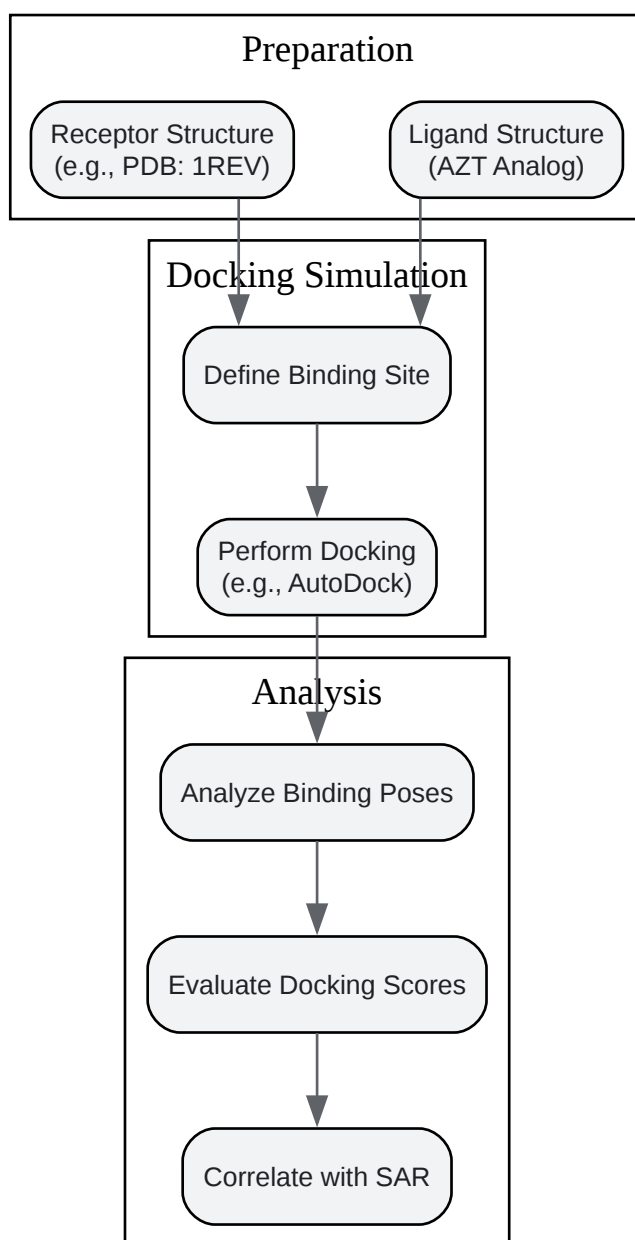 Preparation
Receptor Structure
(e.g., PDB: 1REV)
Ligand Structure
(AZT Analog)
Docking Simulation
Define Binding Site
Perform Docking
(e.g., AutoDock)
Analysis
Analyze Binding Poses
Evaluate Docking Scores
Correlate with SAR